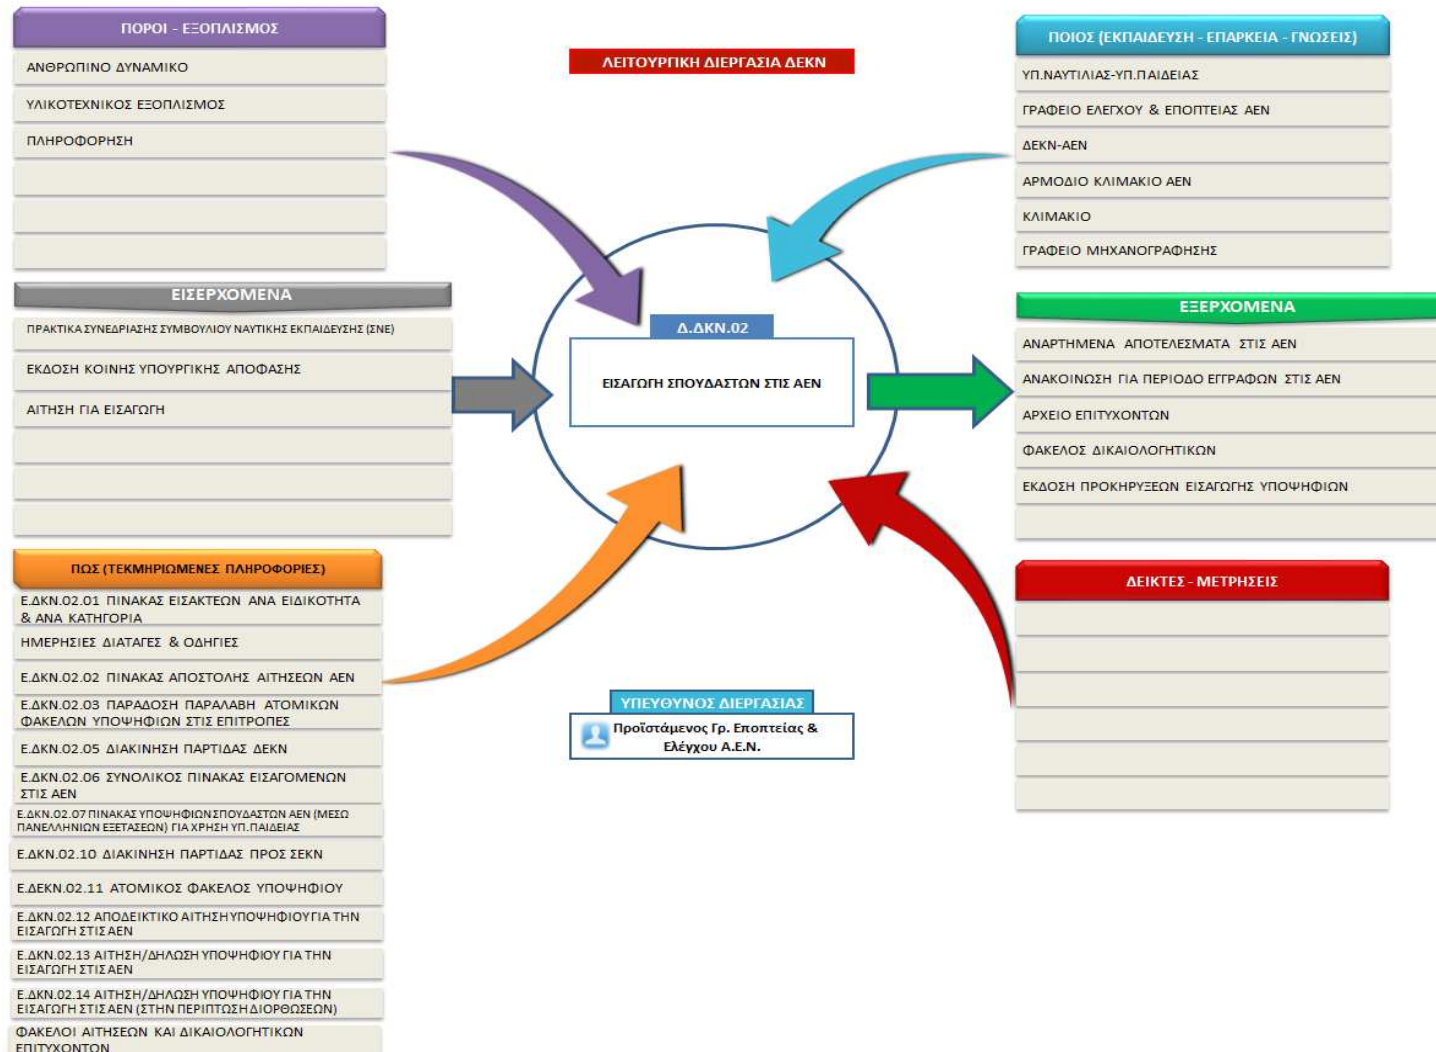 ΠΟΡΟΙ - ΕΞΟΠΛΙΣΜΟΣ
ΑΝΘΡΩΠΙΝΟ ΔΥΝΑΜΙΚΟ
ΥΛΙΚΟΤΕΧΝΙΚΟΣ ΕΞΟΠΛΙΣΜΟΣ
ΠΛΗΡΟΦΟΡΗΣΗ
ΛΕΙΤΟΥΡΓΙΚΗ ΔΙΕΡΓΑΣΙΑ ΔΕΚΝ
ΠΟΙΟΣ (ΕΚΠΑΙΔΕΥΣΗ - ΕΠΑΡΚΕΙΑ - ΓΝΩΣΕΙΣ)
ΥΠ.ΝΑΥΤΙΛΙΑΣ-ΥΠ.ΠΑΙΔΕΙΑΣ
ΓΡΑΦΕΙΟ ΕΛΕΓΧΟΥ & ΕΠΟΠΤΕΙΑΣ ΑΕΝ
ΔΕΚΝ-ΑΕΝ
ΑΡΜΟΔΙΟ ΚΛΙΜΑΚΙΟ ΑΕΝ
ΚΛΙΜΑΚΙΟ
ΓΡΑΦΕΙΟ ΜΗΧΑΝΟΓΡΑΦΗΣΗΣ
ΕΙΣΕΡΧΟΜΕΝΑ
ΠΡΑΚΤΙΚΑ ΣΥΝΕΔΡΙΑΣΗΣ ΣΥΜΒΟΥΛΙΟΥ ΝΑΥΤΙΚΗΣ ΕΚΠΑΙΔΕΥΣΗΣ (ΣΝΕ)
ΕΚΔΟΣΗ ΚΟΙΝΗΣ ΥΠΟΥΡΓΙΚΗΣ ΑΠΟΦΑΣΗΣ
ΑΙΤΗΣΗ ΓΙΑ ΕΙΣΑΓΩΓΗ
Δ.ΔΚΝ.02
ΕΙΣΑΓΩΓΗ ΣΠΟΥΔΑΣΤΩΝ ΣΤΙΣ ΑΕΝ
ΕΞΕΡΧΟΜΕΝΑ
ΑΝΑΡΤΗΜΕΝΑ ΑΠΟΤΕΛΕΣΜΑΤΑ ΣΤΙΣ ΑΕΝ
ΑΝΑΚΟΙΝΩΣΗ ΓΙΑ ΠΕΡΙΟΔΟ ΕΓΓΡΑΦΩΝ ΣΤΙΣ ΑΕΝ
ΑΡΧΕΙΟ ΕΠΙΤΥΧΟΝΤΩΝ
ΦΑΚΕΛΟΣ ΔΙΚΑΙΟΛΟΓΗΤΙΚΩΝ
ΕΚΔΟΣΗ ΠΡΟΚΗΡΥΞΕΩΝ ΕΙΣΑΓΩΓΗΣ ΥΠΟΨΗΦΙΩΝ
ΠΩΣ (ΤΕΚΜΗΡΙΩΜΕΝΕΣ ΠΛΗΡΟΦΟΡΙΕΣ)
Ε.ΔΚΝ.02.01 ΠΙΝΑΚΑΣ ΕΙΣΑΚΤΕΩΝ ΑΝΑ ΕΙΔΙΚΟΤΗΤΑ
& ΑΝΑ ΚΑΤΗΓΟΡΙΑ
ΗΜΕΡΗΣΙΕΣ ΔΙΑΤΑΓΕΣ & ΟΔΗΓΙΕΣ
Ε.ΔΚΝ.02.02 ΠΙΝΑΚΑΣ ΑΠΟΣΤΟΛΗΣ ΑΙΤΗΣΕΩΝ ΑΕΝ
Ε.ΔΚΝ.02.03 ΠΑΡΑΔΟΣΗ ΠΑΡΑΛΑΒΗ ΑΤΟΜΙΚΩΝ
ΦΑΚΕΛΩΝ ΥΠΟΨΗΦΙΩΝ ΣΤΙΣ ΕΠΙΤΡΟΠΕΣ
Ε.ΔΚΝ.02.05 ΔΙΑΚΙΝΗΣΗ ΠΑΡΤΙΔΑΣ ΔΕΚΝ
Ε.ΔΚΝ.02.06 ΣΥΝΟΛΙΚΟΣ ΠΙΝΑΚΑΣ ΕΙΣΑΓΟΜΕΝΩΝ
ΣΤΙΣ ΑΕΝ
Ε.ΔΚΝ.02.07 ΠΙΝΑΚΑΣ ΥΠΟΨΗΦΙΩΝ ΣΠΟΥΔΑΣΤΩΝ ΑΕΝ (ΜΕΣΩ
ΠΑΝΕΛΛΗΝΙΩΝ ΕΞΕΤΑΣΕΩΝ) ΓΙΑ ΧΡΗΣΗ ΥΠ.ΠΑΙΔΕΙΑΣ
Ε.ΔΚΝ.02.10 ΔΙΑΚΙΝΗΣΗ ΠΑΡΤΙΔΑΣ ΠΡΟΣ ΣΕΚΝ
Ε.ΔΕΚΝ.02.11 ΑΤΟΜΙΚΟΣ ΦΑΚΕΛΟΣ ΥΠΟΨΗΦΙΟΥ
Ε.ΔΚΝ.02.12 ΑΠΟΔΕΙΚΤΙΚΟ ΑΙΤΗΣΗ ΥΠΟΨΗΦΙΟΥ ΓΙΑ ΤΗΝ
ΕΙΣΑΓΩΓΗ ΣΤΙΣ ΑΕΝ
Ε.ΔΚΝ.02.13 ΑΙΤΗΣΗ/ΔΗΛΩΣΗ ΥΠΟΨΗΦΙΟΥ ΓΙΑ ΤΗΝ
ΕΙΣΑΓΩΓΗ ΣΤΙΣ ΑΕΝ
Ε.ΔΚΝ.02.14 ΑΙΤΗΣΗ/ΔΗΛΩΣΗ ΥΠΟΨΗΦΙΟΥ ΓΙΑ ΤΗΝ
ΕΙΣΑΓΩΓΗ ΣΤΙΣ ΑΕΝ (ΣΤΗΝ ΠΕΡΙΠΤΩΣΗ ΔΙΟΡΘΩΣΕΩΝ)
ΦΑΚΕΛΟΙ ΑΙΤΗΣΕΩΝ ΚΑΙ ΔΙΚΑΙΟΛΟΓΗΤΙΚΩΝ
ΕΠΙΤΥΧΟΝΤΩΝ
ΥΠΕΥΘΥΝΟΣ ΔΙΕΡΓΑΣΙΑΣ
Προϊστάμενος Γρ. Εποπτείας &
Ελέγχου Α.Ε.Ν.
ΔΕΙΚΤΕΣ - ΜΕΤΡΗΣΕΙΣ